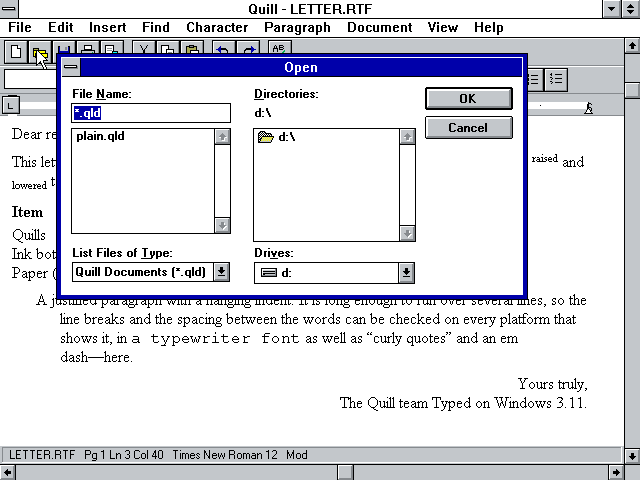 Quill - LETTER.RTF
File Edit Insert Find Character Paragraph Document View Help
AB
Open
File Name:
*.qld
plain.qld
List Files of Type:
Quill Documents (*.qld)
Directories:
d:\
d:\
Drives:
d:
OK
Cancel
L
Dear re
This let raised and
lowered t
Item
Quills
Ink bot
Paper (
A justified paragraph with a hanging indent. It is long enough to run over several lines, so the
line breaks and the spacing between the words can be checked on every platform that
shows it, in a typewriter font as well as “curly quotes” and an em
dash—here.
Yours truly,
The Quill team Typed on Windows 3.11.
LETTER.RTF Pg 1 Ln 3 Col 40 Times New Roman 12 Mod